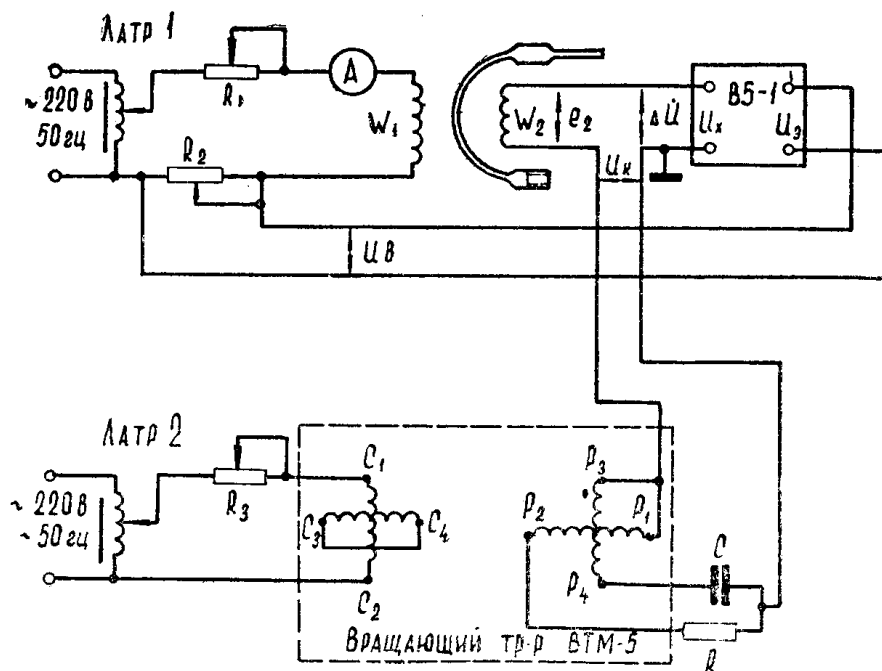 Латр 1
~ 220 в
50 гц
R₁
A
W₁
R₂
W₂
e₂
ΔU̇
Uₓ
В5-1
Uэ
Uк
Uв
Латр 2
~ 220 в
~ 50 гц
R₃
C₁
C₃
C₄
C₂
P₃
P₂
P₁
P₄
C
R
Вращающий тр-р ВТМ-5